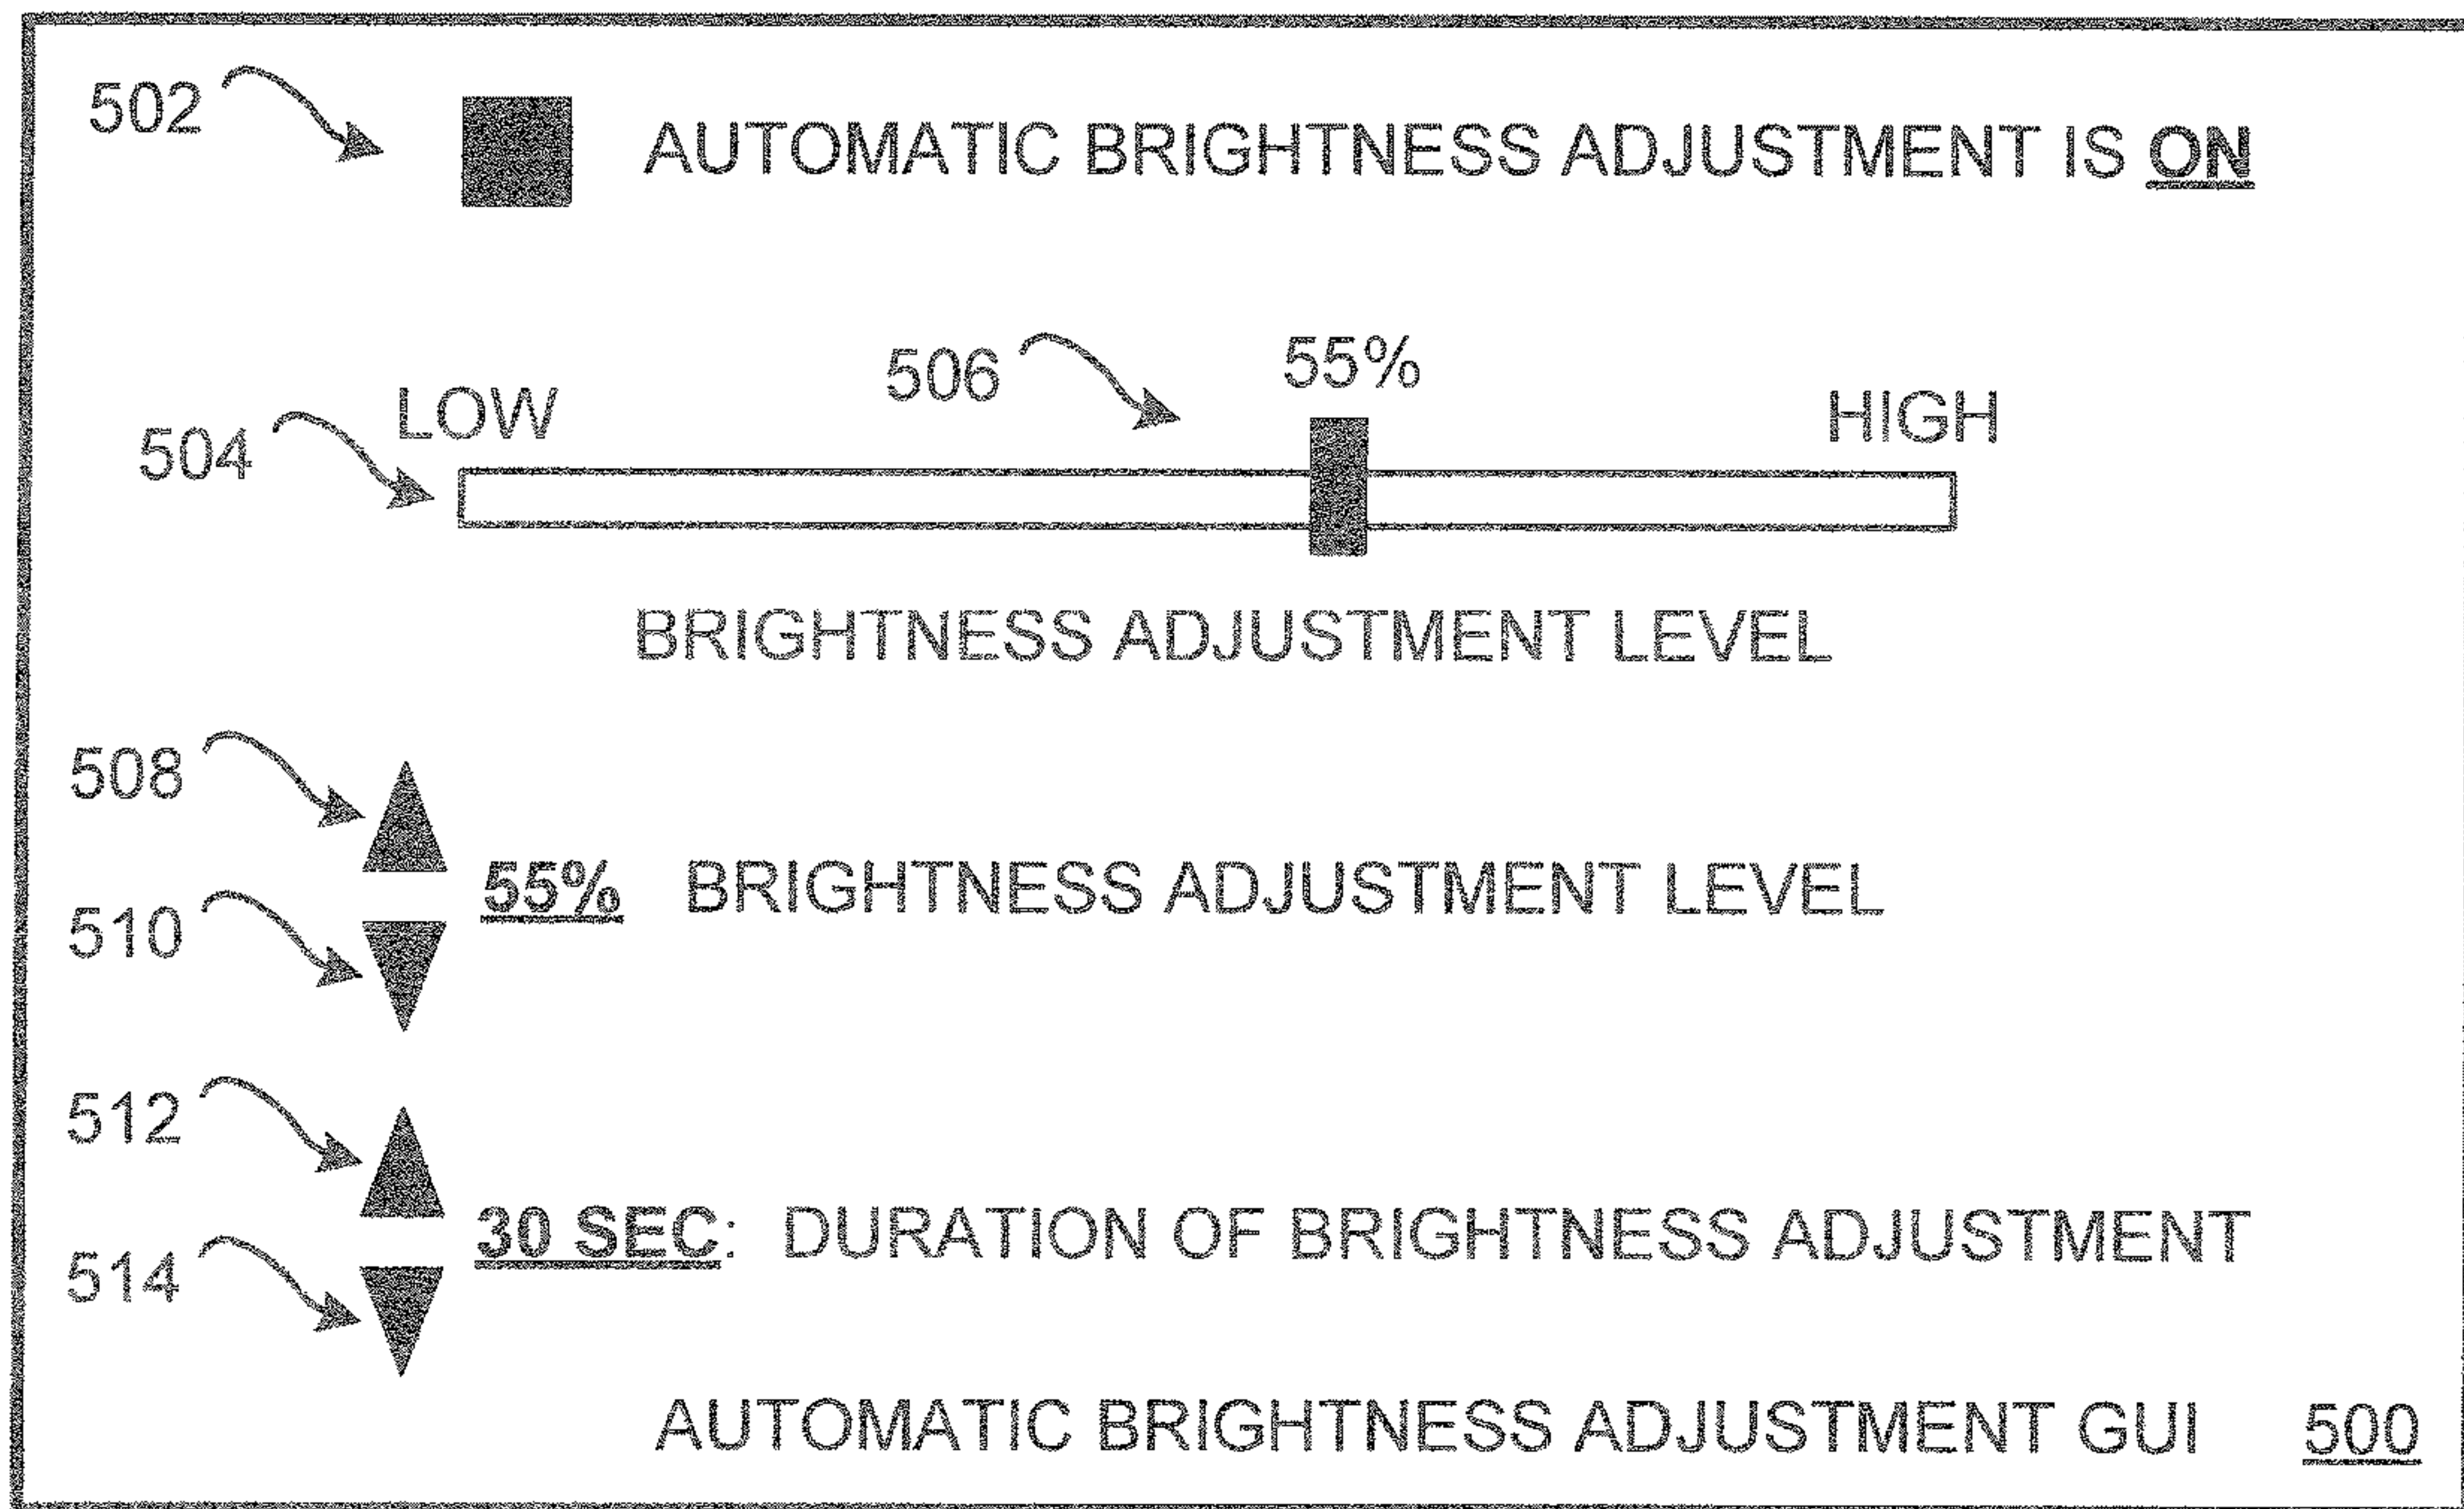 502 AUTOMATIC BRIGHTNESS ADJUSTMENT IS ON
506 55%
LOW HIGH
504
BRIGHTNESS ADJUSTMENT LEVEL
508
55% BRIGHTNESS ADJUSTMENT LEVEL
510
512
30 SEC: DURATION OF BRIGHTNESS ADJUSTMENT
514
AUTOMATIC BRIGHTNESS ADJUSTMENT GUI 500